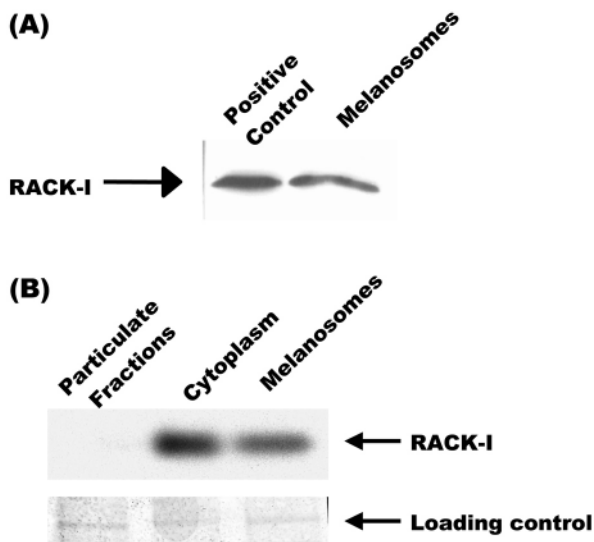 (A)
Positive
Control
Melanosomes
RACK-I
(B)
Particulate
Fractions
Cytoplasm
Melanosomes
RACK-I
Loading control